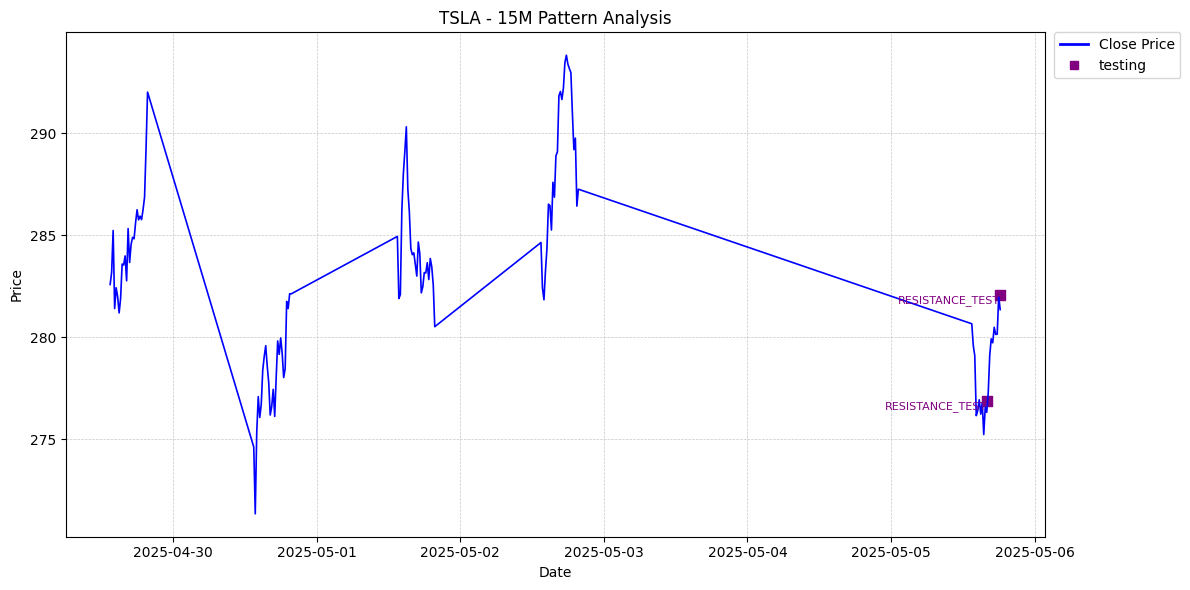 TSLA - 15M Pattern Analysis
Close Price
testing
Price
290
285
280
275
RESISTANCE_TEST
RESISTANCE_TEST
2025-04-30
2025-05-01
2025-05-02
2025-05-03
2025-05-04
2025-05-05
2025-05-06
Date